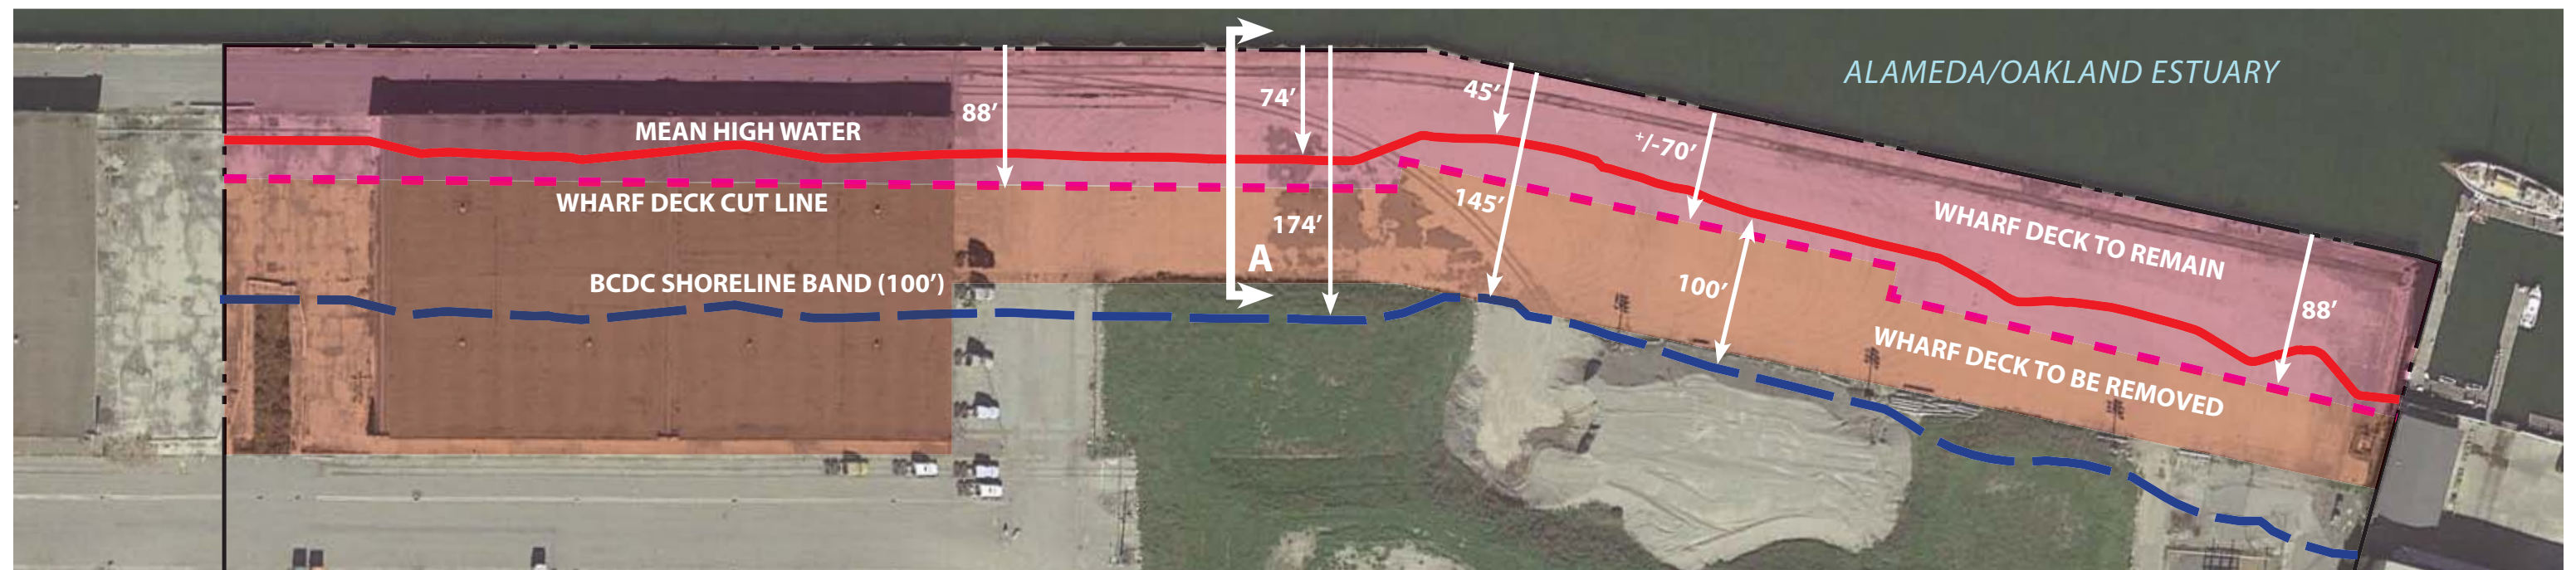 ALAMEDA/OAKLAND ESTUARY
88’
74’
45’
+/-70’
MEAN HIGH WATER
WHARF DECK CUT LINE
174’
145’
WHARF DECK TO REMAIN
A
BCDC SHORELINE BAND (100’)
100’
88’
WHARF DECK TO BE REMOVED